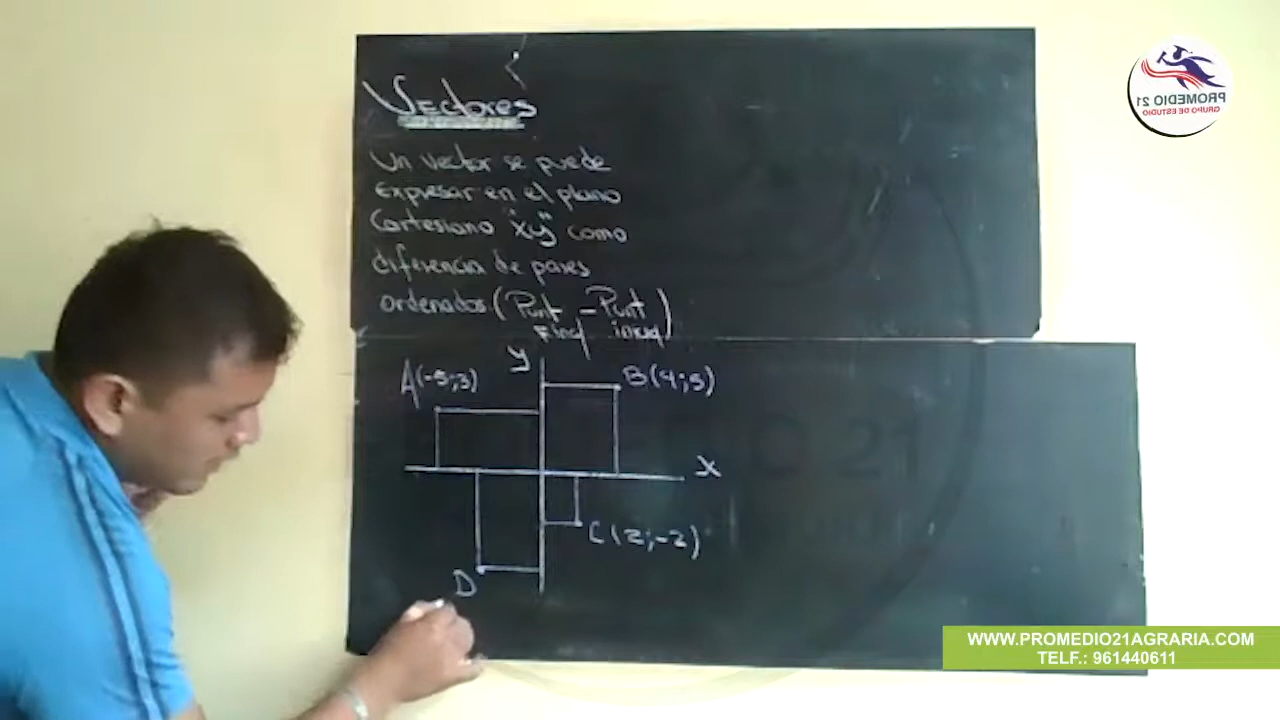 Vectores
Un vector se puede
Expresar en el plano
Cartesiano "xy" como
diferencia de pares
ordenados. (Punt – Punt)
Final inicial
y
A(-5;3)
B(4;5)
x
C(2;-2)
D
PROMEDIO 21
GRUPO DE ESTUDIO
WWW.PROMEDIO21AGRARIA.COM
TELF.: 961440611